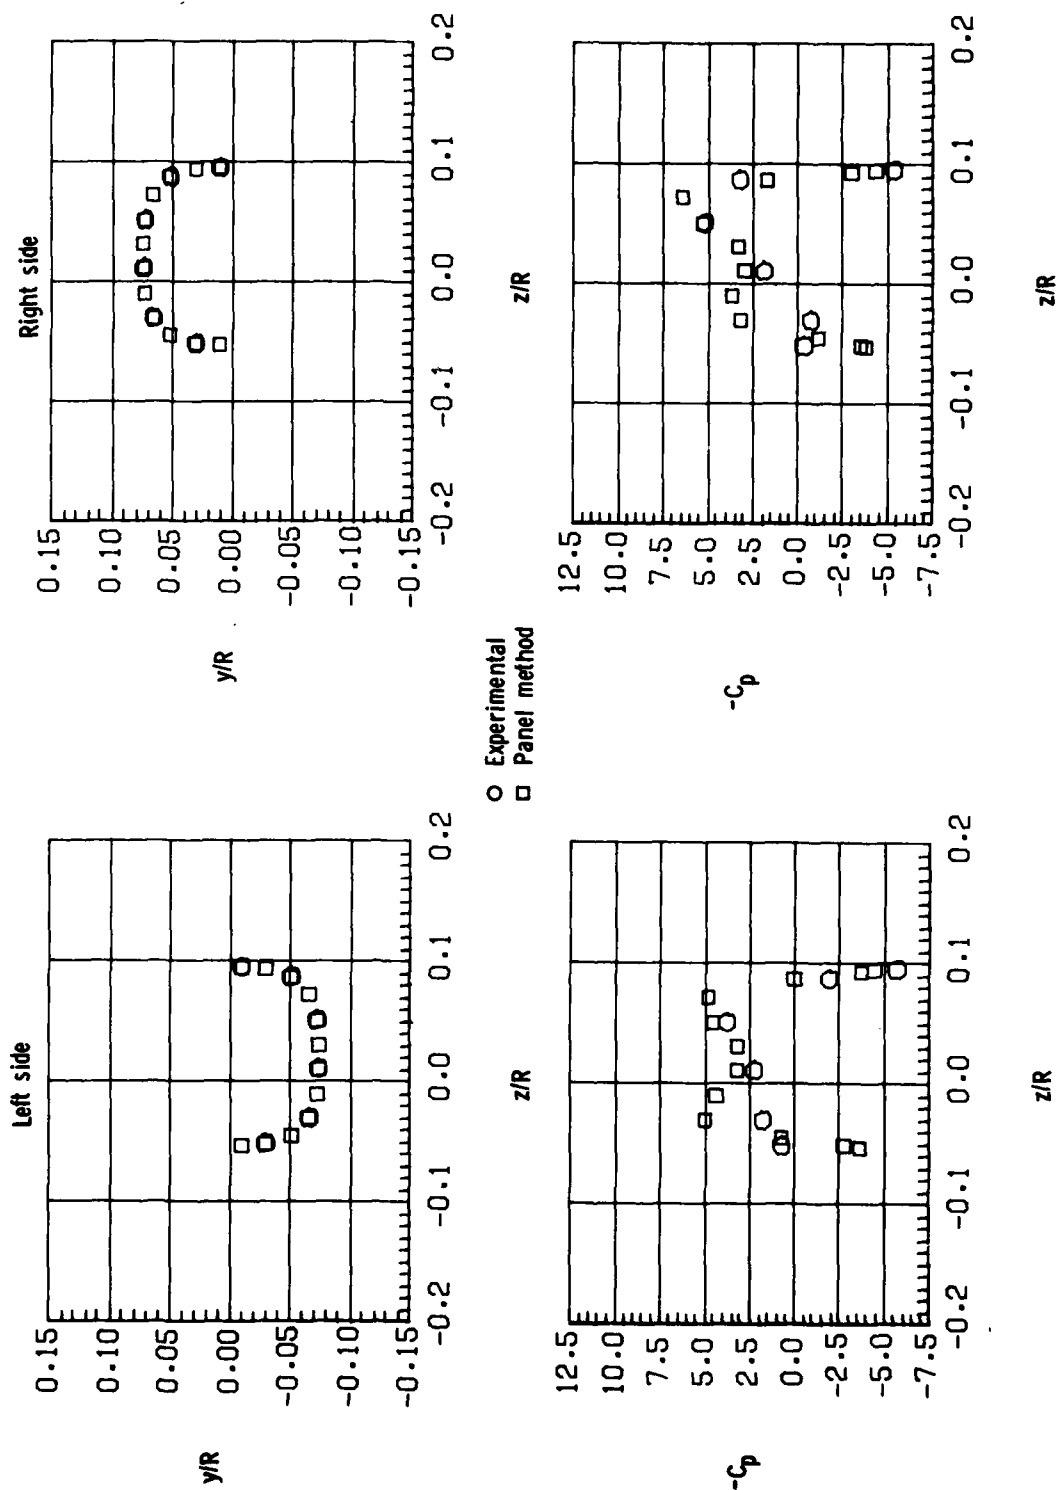 Left side
0.15
0.10
0.05
0.00
-0.05
-0.10
-0.15
y/R
-0.2 -0.1 0.0 0.1 0.2
z/R
Right side
0.15
0.10
0.05
0.00
-0.05
-0.10
-0.15
y/R
-0.2 -0.1 0.0 0.1 0.2
z/R
○ Experimental
□ Panel method
12.5
10.0
7.5
5.0
2.5
0.0
-2.5
-5.0
-7.5
-Cp
-0.2 -0.1 0.0 0.1 0.2
z/R
12.5
10.0
7.5
5.0
2.5
0.0
-2.5
-5.0
-7.5
-Cp
-0.2 -0.1 0.0 0.1 0.2
z/R